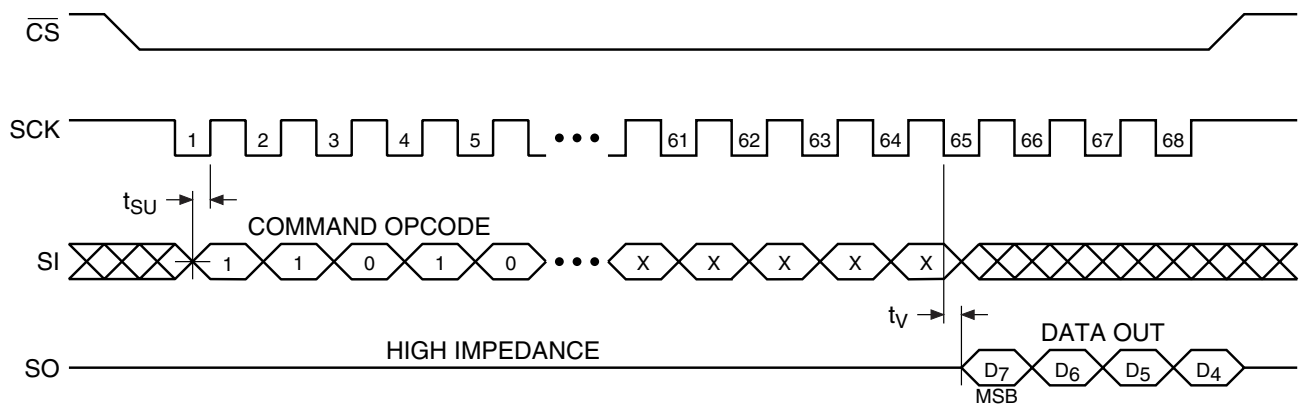 CS
SCK 1 2 3 4 5 ••• 61 62 63 64 65 66 67 68
tSU
COMMAND OPCODE
SI 1 1 0 1 0 ••• X X X X X
tV
HIGH IMPEDANCE
DATA OUT
SO D7 D6 D5 D4
MSB